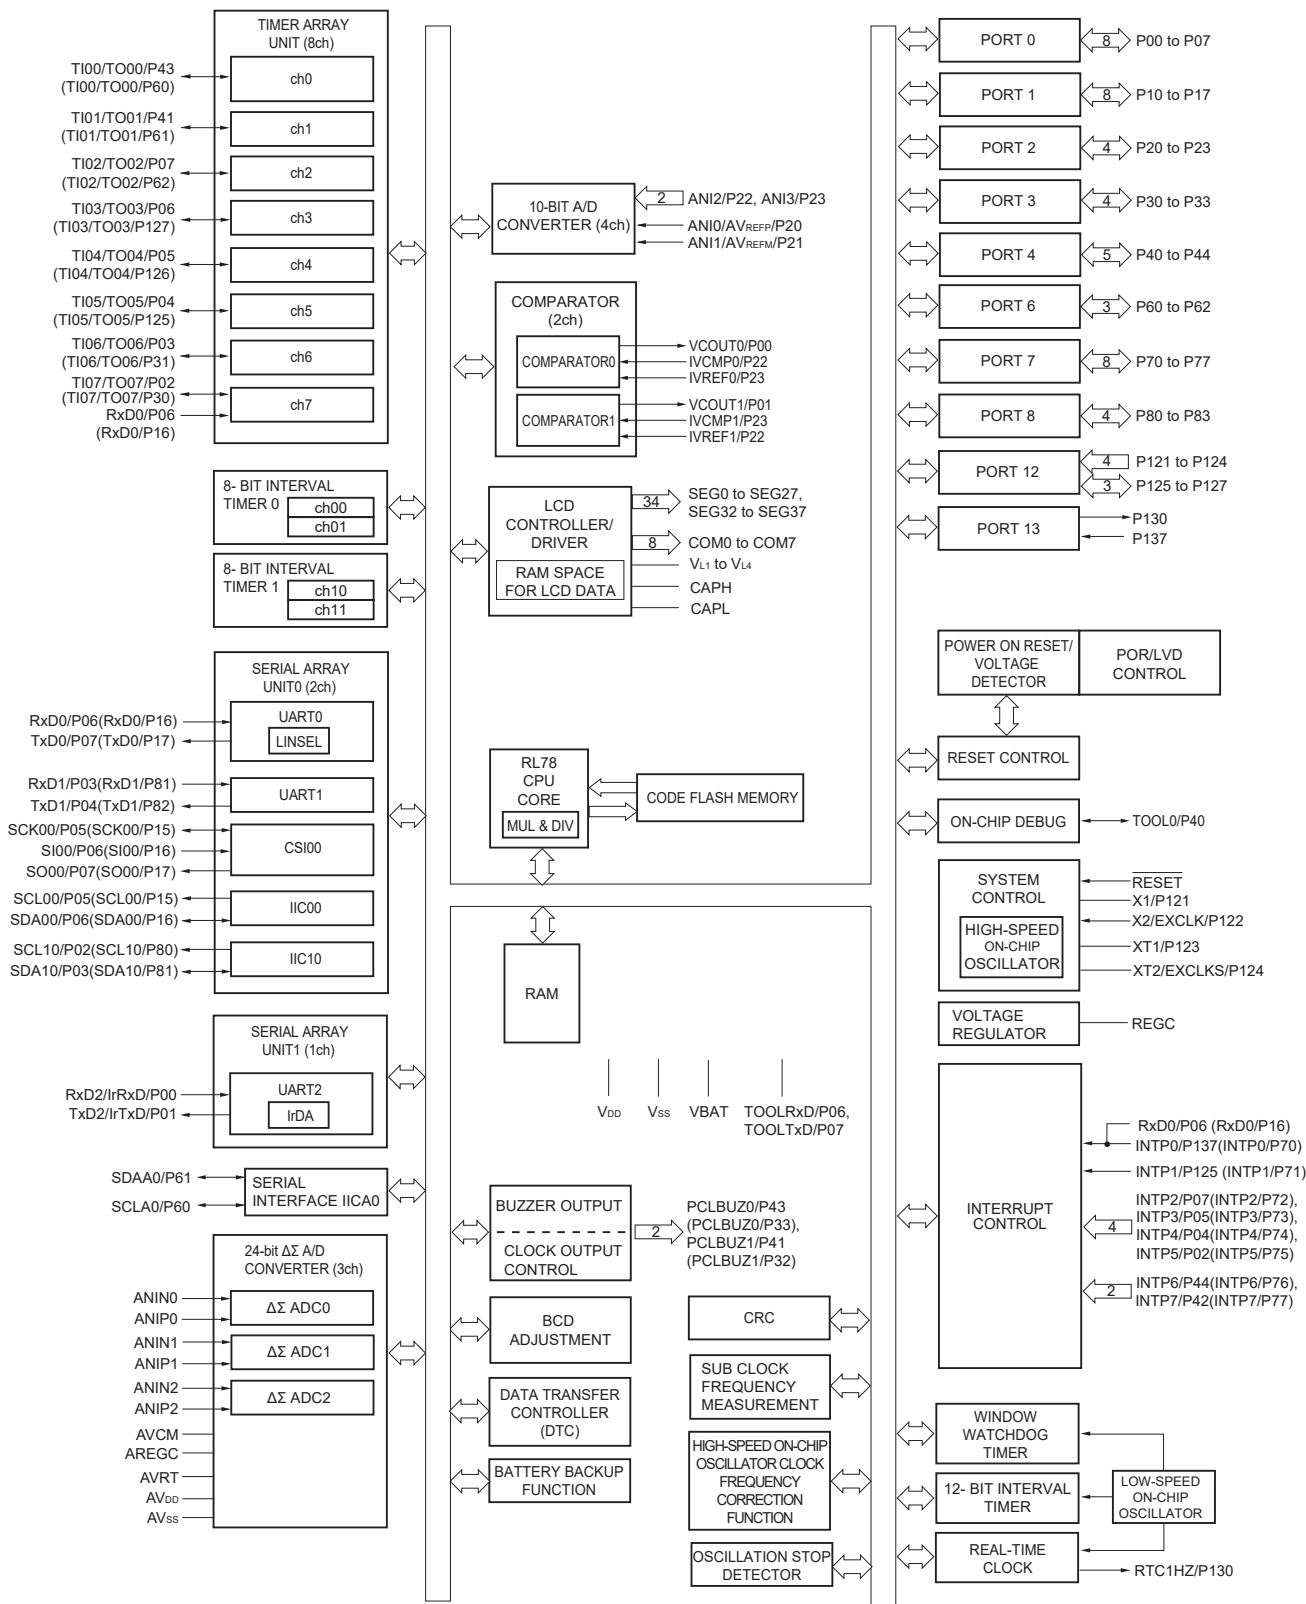 TIMER ARRAY
UNIT (8ch)
TI00/TO00/P43
(TI00/TO00/P60)
ch0
TI01/TO01/P41
(TI01/TO01/P61)
ch1
TI02/TO02/P07
(TI02/TO02/P62)
ch2
TI03/TO03/P06
(TI03/TO03/P127)
ch3
TI04/TO04/P05
(TI04/TO04/P126)
ch4
TI05/TO05/P04
(TI05/TO05/P125)
ch5
TI06/TO06/P03
(TI06/TO06/P31)
ch6
TI07/TO07/P02
(TI07/TO07/P30)
RxD0/P06
(RxD0/P16)
ch7
8- BIT INTERVAL
TIMER 0
ch00
ch01
8- BIT INTERVAL
TIMER 1
ch10
ch11
SERIAL ARRAY
UNIT0 (2ch)
RxD0/P06(RxD0/P16)
TxD0/P07(TxD0/P17)
UART0
LINSEL
RxD1/P03(RxD1/P81)
TxD1/P04(TxD1/P82)
UART1
SCK00/P05(SCK00/P15)
SI00/P06(SI00/P16)
SO00/P07(SO00/P17)
CSI00
SCL00/P05(SCL00/P15)
SDA00/P06(SDA00/P16)
IIC00
SCL10/P02(SCL10/P80)
SDA10/P03(SDA10/P81)
IIC10
SERIAL ARRAY
UNIT1 (1ch)
RxD2/IrRxD/P00
TxD2/IrTxD/P01
UART2
IrDA
SDAA0/P61
SCLA0/P60
SERIAL
INTERFACE IICA0
24-bit ΔΣ A/D
CONVERTER (3ch)
ANIN0
ANIP0
ΔΣ ADC0
ANIN1
ANIP1
ΔΣ ADC1
ANIN2
ANIP2
ΔΣ ADC2
AVCM
AREGC
AVRT
AVDD
AVSS
10-BIT A/D
CONVERTER (4ch)
2
ANI2/P22, ANI3/P23
ANI0/AVREFP/P20
ANI1/AVREFM/P21
COMPARATOR
(2ch)
COMPARATOR0
VCOUT0/P00
IVCMP0/P22
IVREF0/P23
COMPARATOR1
VCOUT1/P01
IVCMP1/P23
IVREF1/P22
LCD
CONTROLLER/
DRIVER
RAM SPACE
FOR LCD DATA
34
SEG0 to SEG27,
SEG32 to SEG37
8
COM0 to COM7
VL1 to VL4
CAPH
CAPL
RL78
CPU
CORE
MUL & DIV
CODE FLASH MEMORY
RAM
VDD
VSS
VBAT
TOOLRxD/P06,
TOOLTxD/P07
BUZZER OUTPUT
CLOCK OUTPUT
CONTROL
2
PCLBUZ0/P43
(PCLBUZ0/P33),
PCLBUZ1/P41
(PCLBUZ1/P32)
BCD
ADJUSTMENT
DATA TRANSFER
CONTROLLER
(DTC)
BATTERY BACKUP
FUNCTION
CRC
SUB CLOCK
FREQUENCY
MEASUREMENT
HIGH-SPEED ON-CHIP
OSCILLATOR CLOCK
FREQUENCY
CORRECTION
FUNCTION
OSCILLATION STOP
DETECTOR
PORT 0
8
P00 to P07
PORT 1
8
P10 to P17
PORT 2
4
P20 to P23
PORT 3
4
P30 to P33
PORT 4
5
P40 to P44
PORT 6
3
P60 to P62
PORT 7
8
P70 to P77
PORT 8
4
P80 to P83
PORT 12
4
P121 to P124
3
P125 to P127
PORT 13
P130
P137
POWER ON RESET/
VOLTAGE
DETECTOR
POR/LVD
CONTROL
RESET CONTROL
ON-CHIP DEBUG
TOOL0/P40
SYSTEM
CONTROL
HIGH-SPEED
ON-CHIP
OSCILLATOR
RESET
X1/P121
X2/EXCLK/P122
XT1/P123
XT2/EXCLKS/P124
VOLTAGE
REGULATOR
REGC
INTERRUPT
CONTROL
RxD0/P06 (RxD0/P16)
INTP0/P137(INTP0/P70)
INTP1/P125 (INTP1/P71)
4
INTP2/P07(INTP2/P72),
INTP3/P05(INTP3/P73),
INTP4/P04(INTP4/P74),
INTP5/P02(INTP5/P75)
2
INTP6/P44(INTP6/P76),
INTP7/P42(INTP7/P77)
WINDOW
WATCHDOG
TIMER
12- BIT INTERVAL
TIMER
LOW-SPEED
ON-CHIP
OSCILLATOR
REAL-TIME
CLOCK
RTC1HZ/P130